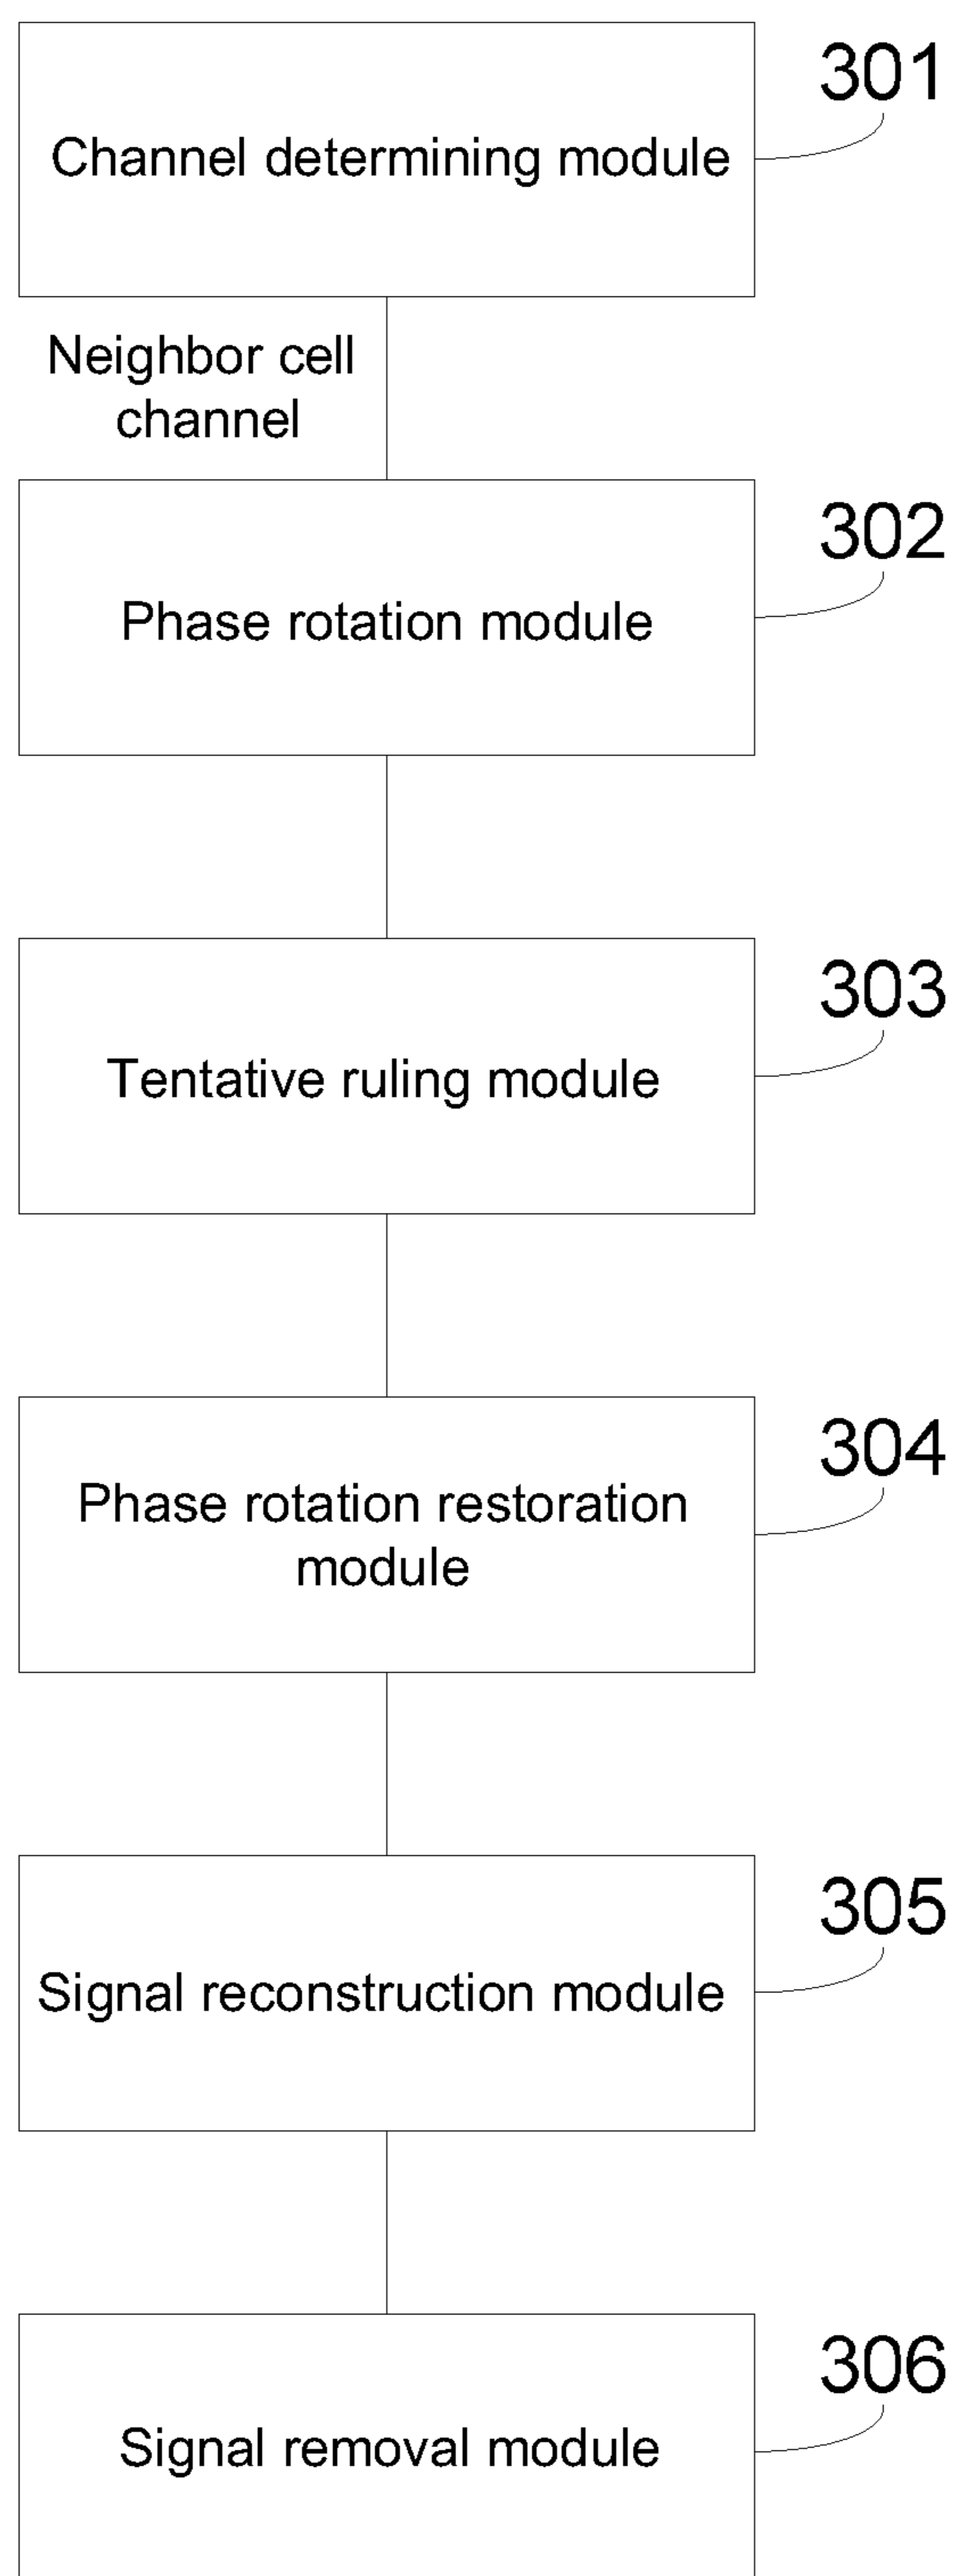 301
Channel determining module
Neighbor cell
channel
302
Phase rotation module
303
Tentative ruling module
304
Phase rotation restoration
module
305
Signal reconstruction module
306
Signal removal module